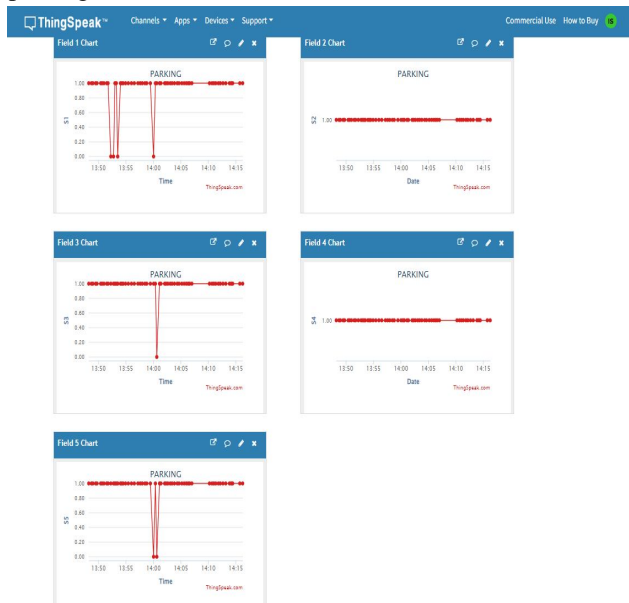 ThingSpeak™ Channels Apps Devices Support Commercial Use How to Buy IS
Field 1 Chart
PARKING
1.00
0.80
0.60
0.40
0.20
0.00
S1
13:50 13:55 14:00 14:05 14:10 14:15
Time
ThingSpeak.com
Field 2 Chart
PARKING
S2
1.00
13:50 13:55 14:00 14:05 14:10 14:15
Date
ThingSpeak.com
Field 3 Chart
PARKING
1.00
0.80
0.60
0.40
0.20
0.00
S3
13:50 13:55 14:00 14:05 14:10 14:15
Time
ThingSpeak.com
Field 4 Chart
PARKING
S4
1.00
13:50 13:55 14:00 14:05 14:10 14:15
Date
ThingSpeak.com
Field 5 Chart
PARKING
1.00
0.80
0.60
0.40
0.20
0.00
S5
13:50 13:55 14:00 14:05 14:10 14:15
Time
ThingSpeak.com